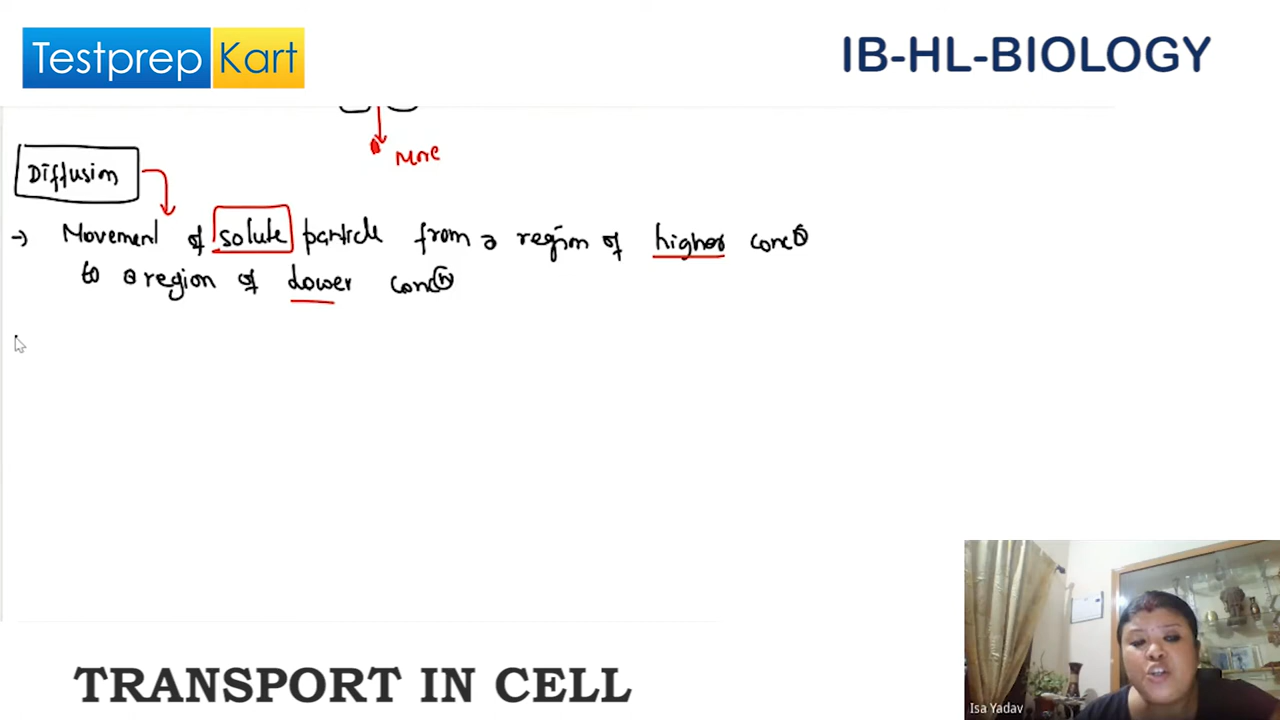 Testprep Kart
IB-HL-BIOLOGY
More
Diffusion
→ Movement of solute particle from a region of higher concⓝ
to a region of lower concⓝ
TRANSPORT IN CELL
Isa Yadav